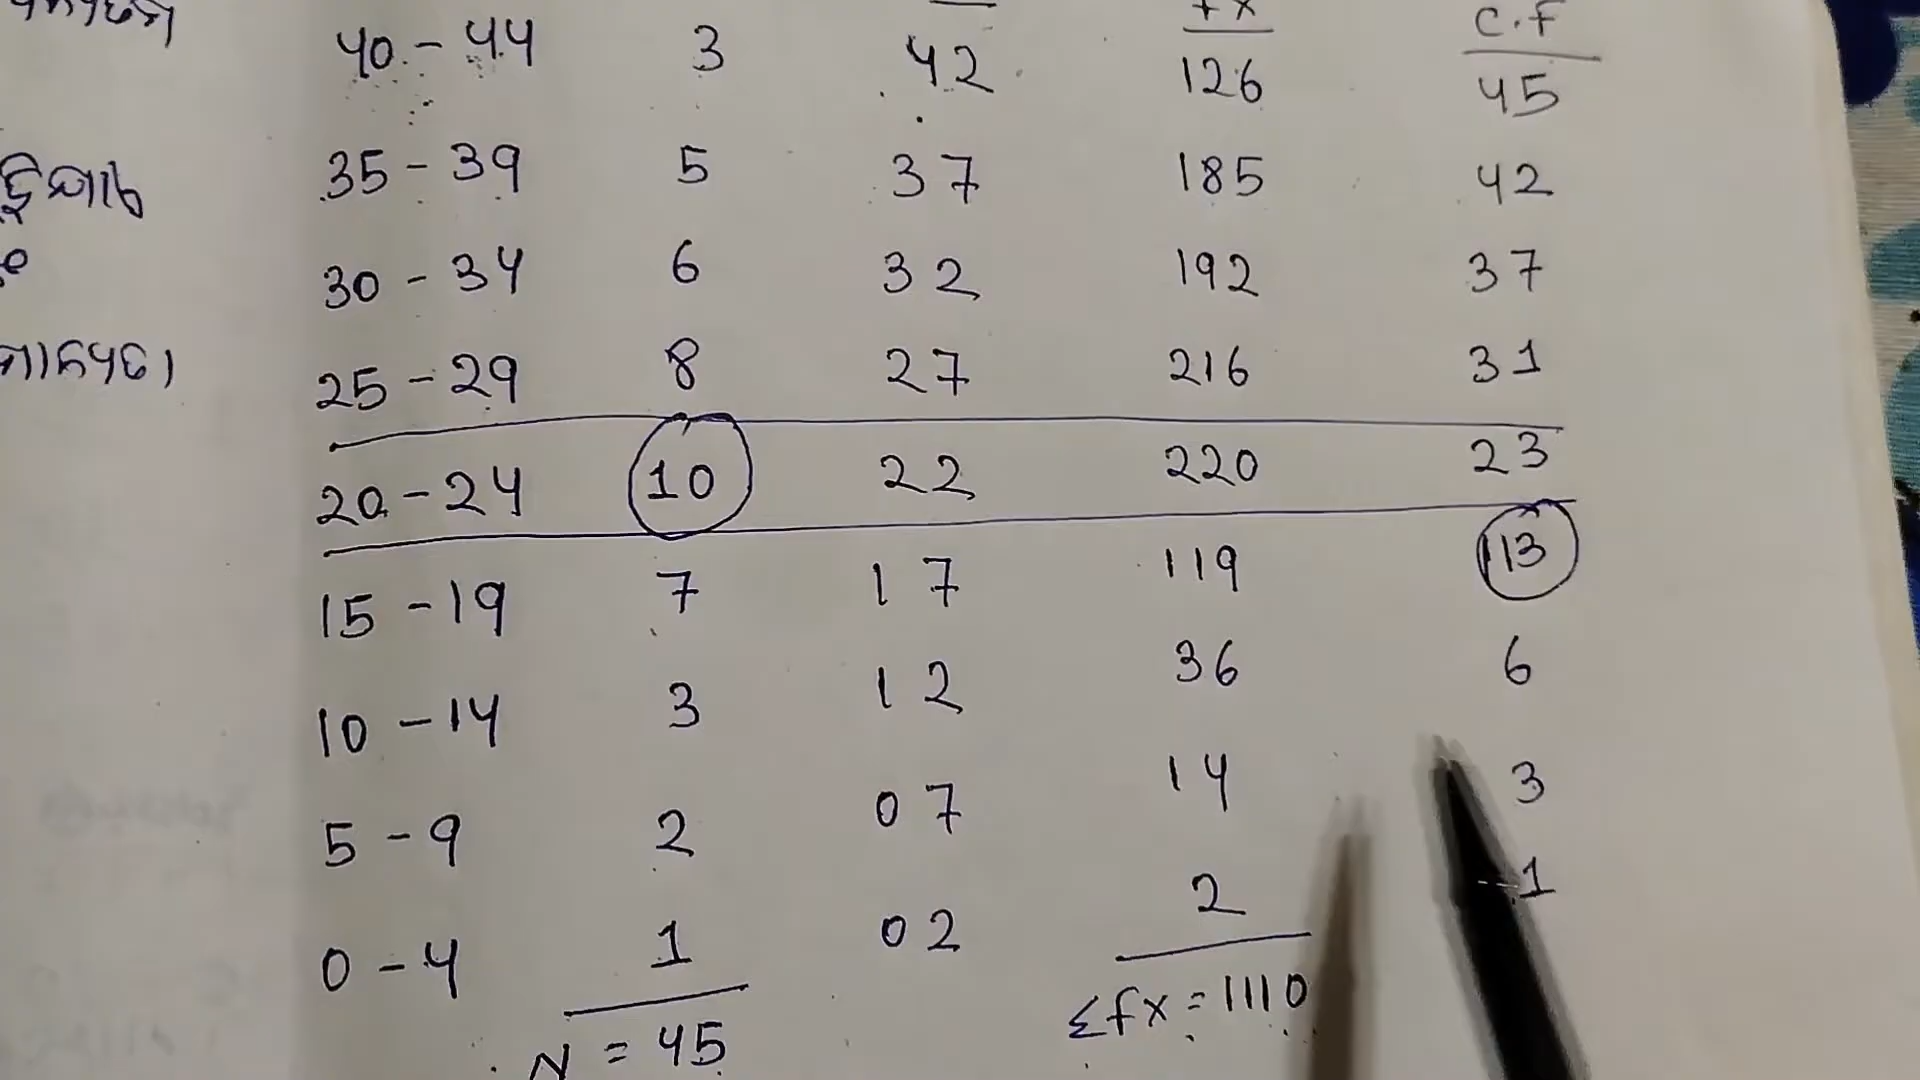 fx C.F
40 - 44 3 42 126 45
35 - 39 5 37 185 42
30 - 34 6 32 192 37
25 - 29 8 27 216 31
20 - 24 10 22 220 23
15 - 19 7 17 119 13
10 - 14 3 12 36 6
5 - 9 2 07 14 3
0 - 4 1 02 2 1
N = 45 Σfx = 1110